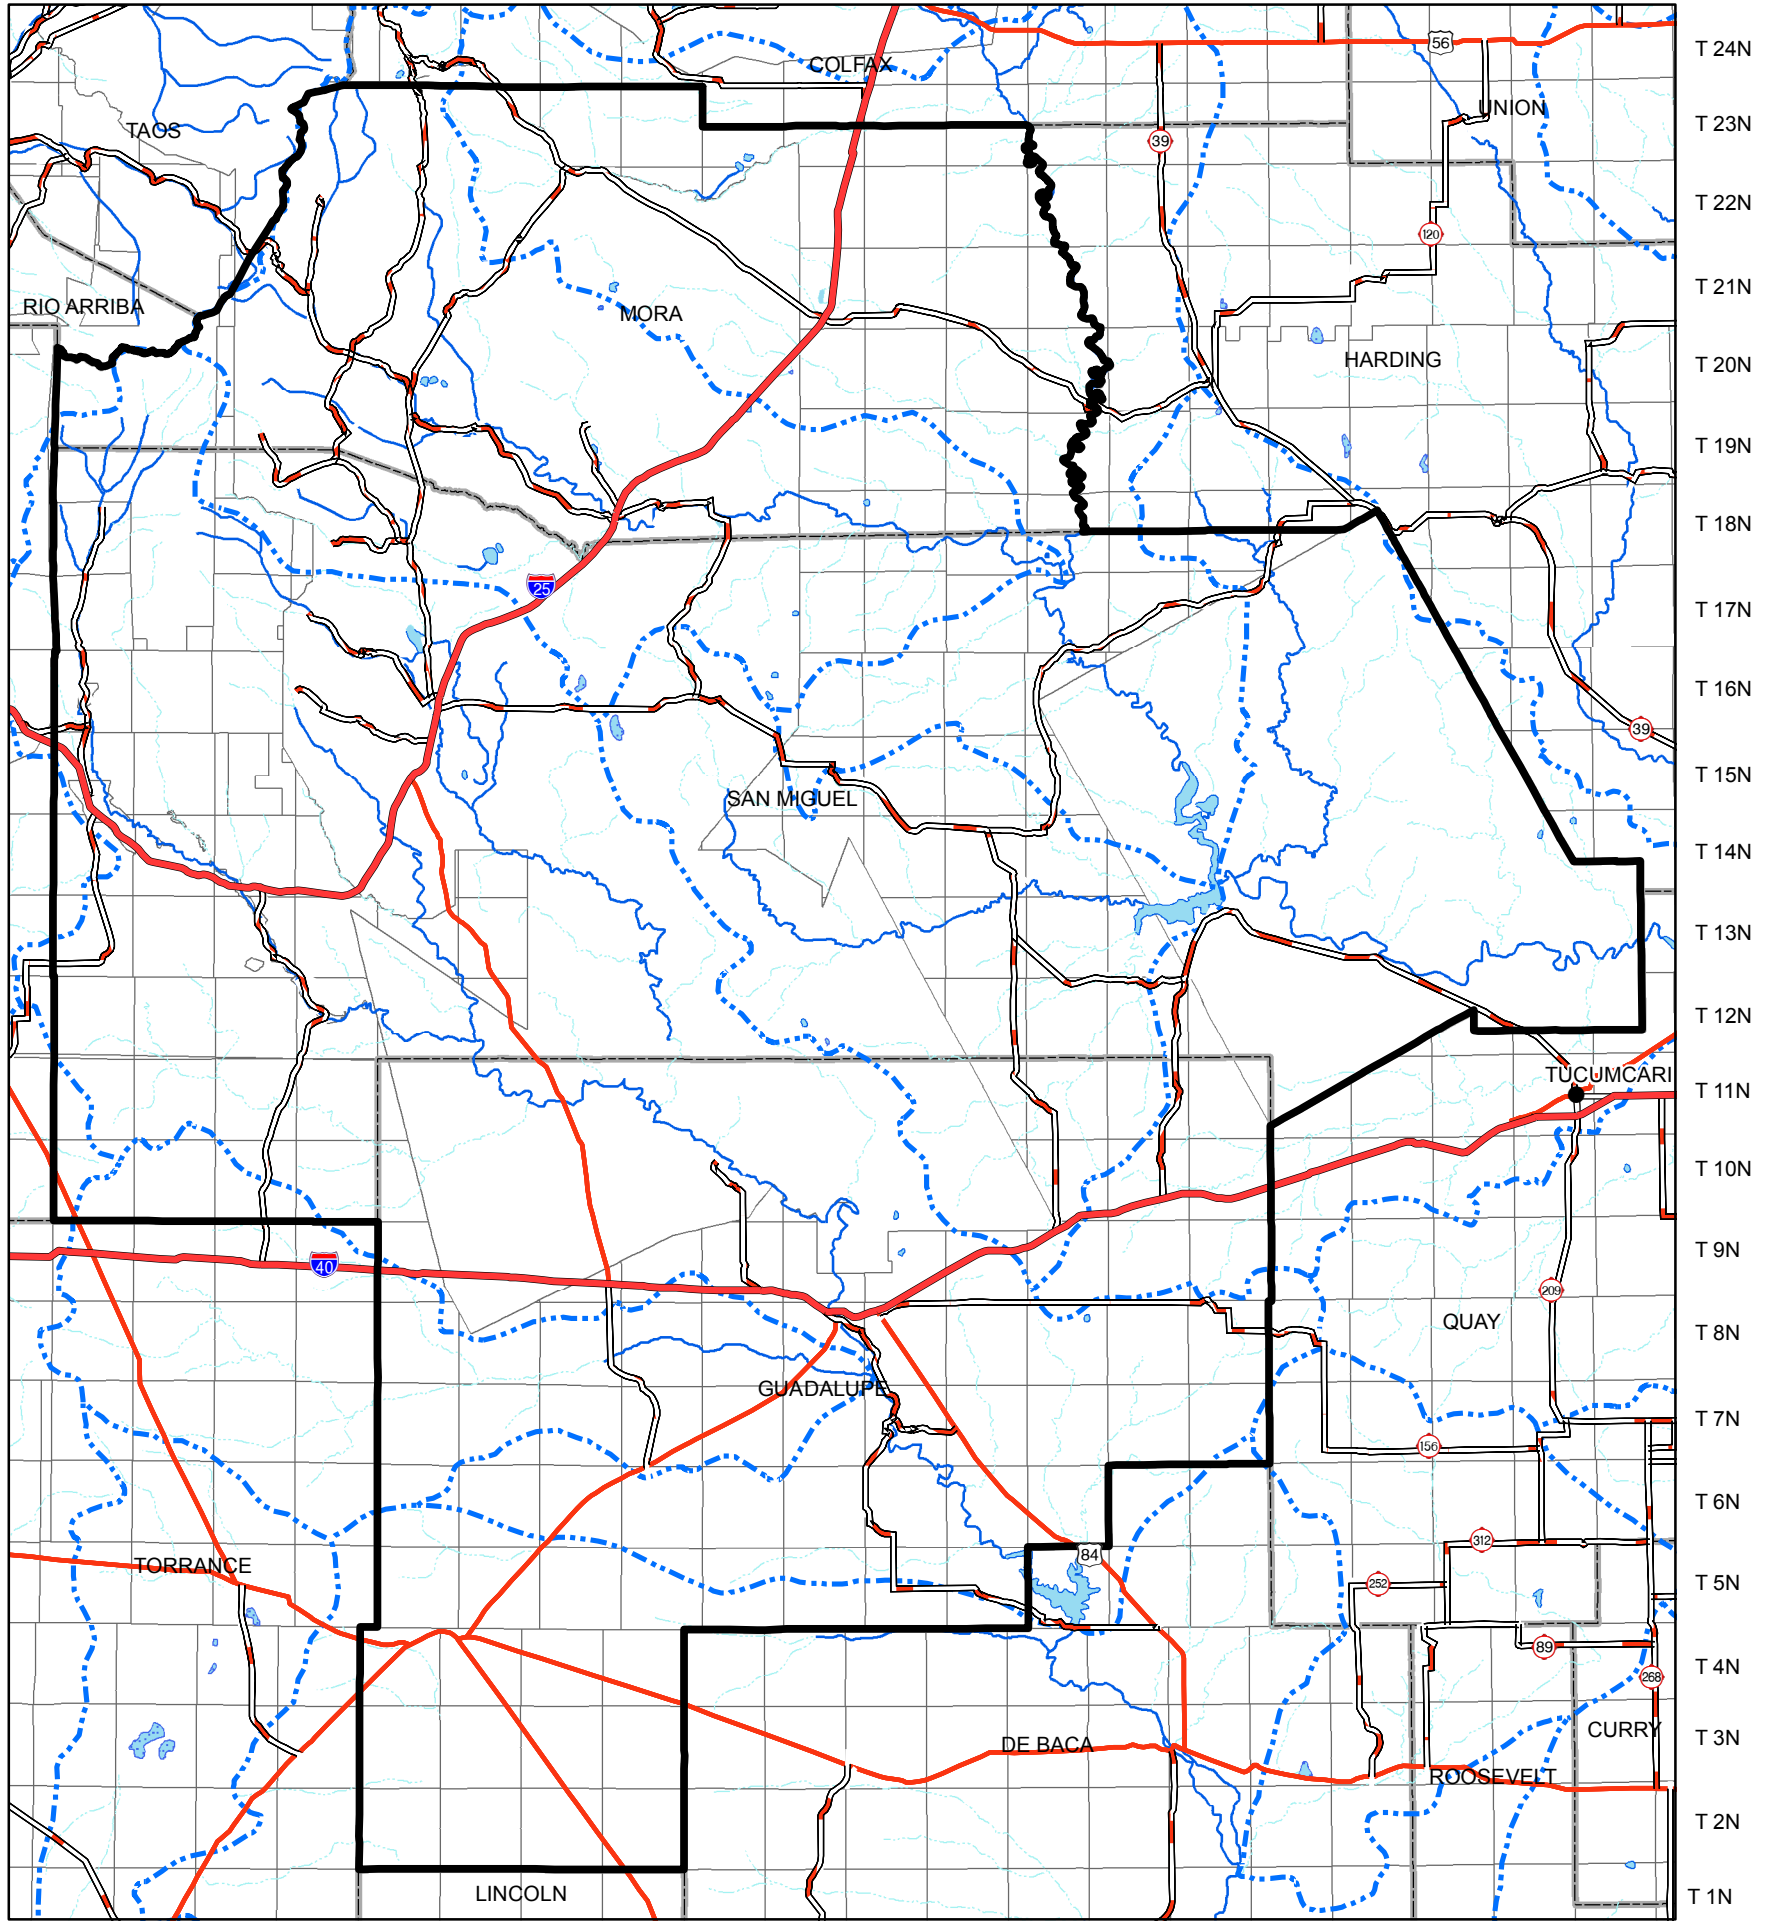 56
T 24N
COLFAX
UNION
T 23N
TAOS
39
T 22N
120
T 21N
RIO ARRIBA
MORA
HARDING
T 20N
T 19N
T 18N
25
T 17N
T 16N
39
T 15N
SAN MIGUEL
T 14N
T 13N
T 12N
TUCUMCARI
T 11N
T 10N
T 9N
40
209
QUAY
T 8N
GUADALUPE
T 7N
156
T 6N
312
84
TORRANCE
252
T 5N
89
T 4N
268
CURRY
T 3N
DE BACA
ROOSEVELT
T 2N
LINCOLN
T 1N